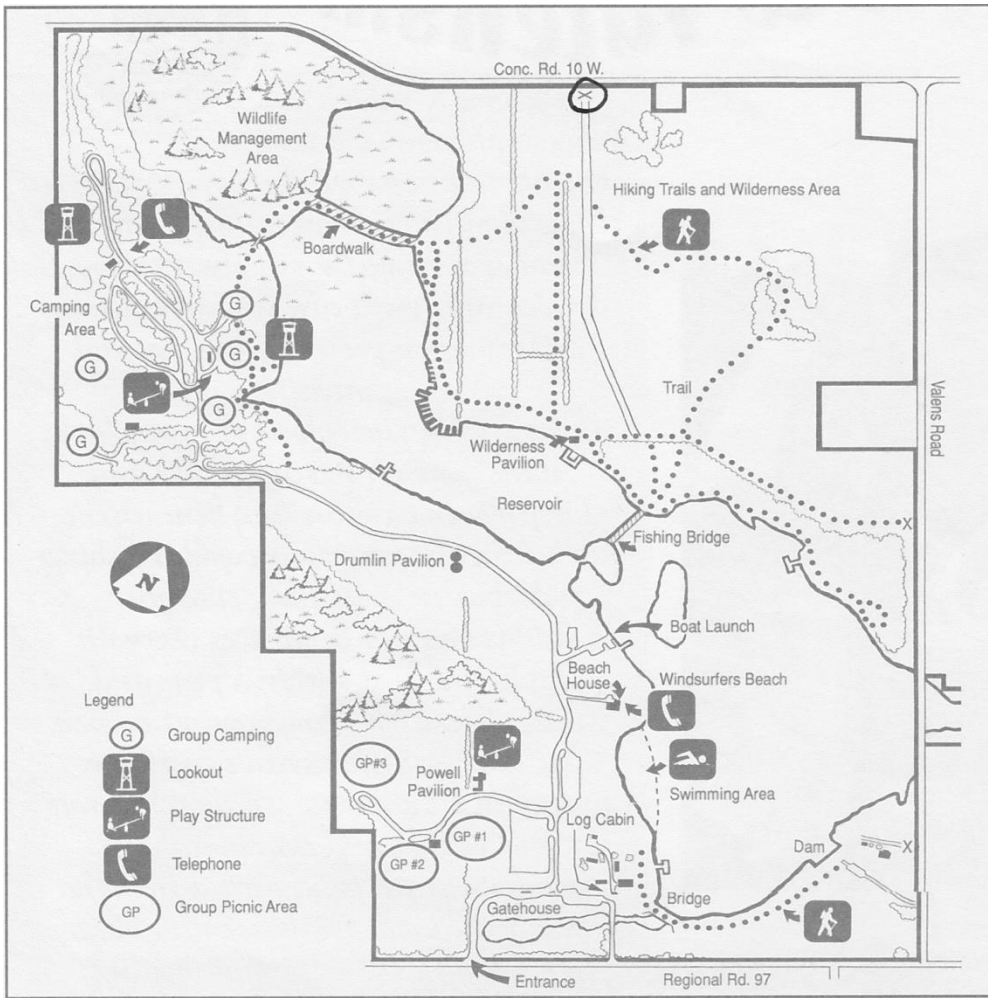 Conc. Rd. 10 W.
X
Wildlife
Management
Area
Hiking Trails and Wilderness Area
Boardwalk
Camping
Area
G
G
G
G
G
Trail
Valens Road
Wilderness
Pavilion
Reservoir
X
Fishing Bridge
Drumlin Pavilion
N
Boat Launch
Beach
House
Windsurfers Beach
Legend
G Group Camping
Lookout
Play Structure
Telephone
GP Group Picnic Area
GP#3
Powell
Pavilion
Swimming Area
GP #1
GP #2
Log Cabin
Dam
X
Gatehouse
Bridge
Entrance
Regional Rd. 97